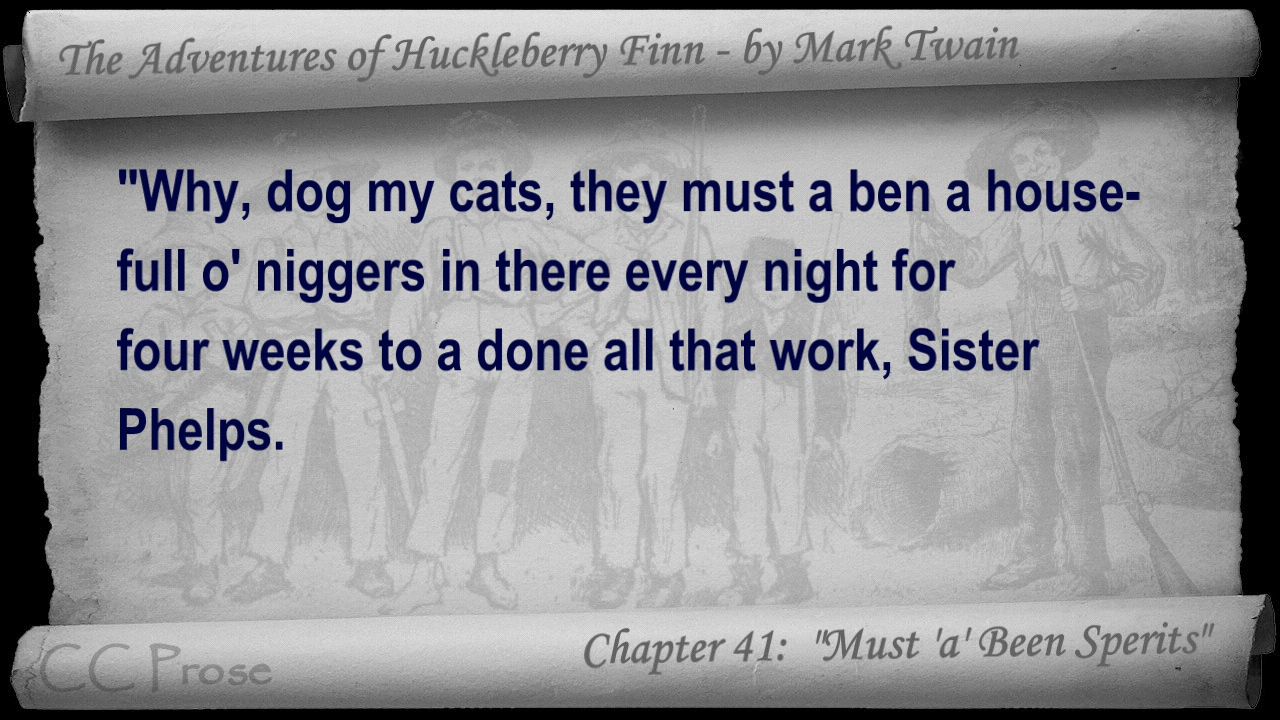 The Adventures of Huckleberry Finn - by Mark Twain
"Why, dog my cats, they must a ben a house-
full o' niggers in there every night for
four weeks to a done all that work, Sister
Phelps.
Chapter 41: "Must 'a' Been Sperits"
CC Prose